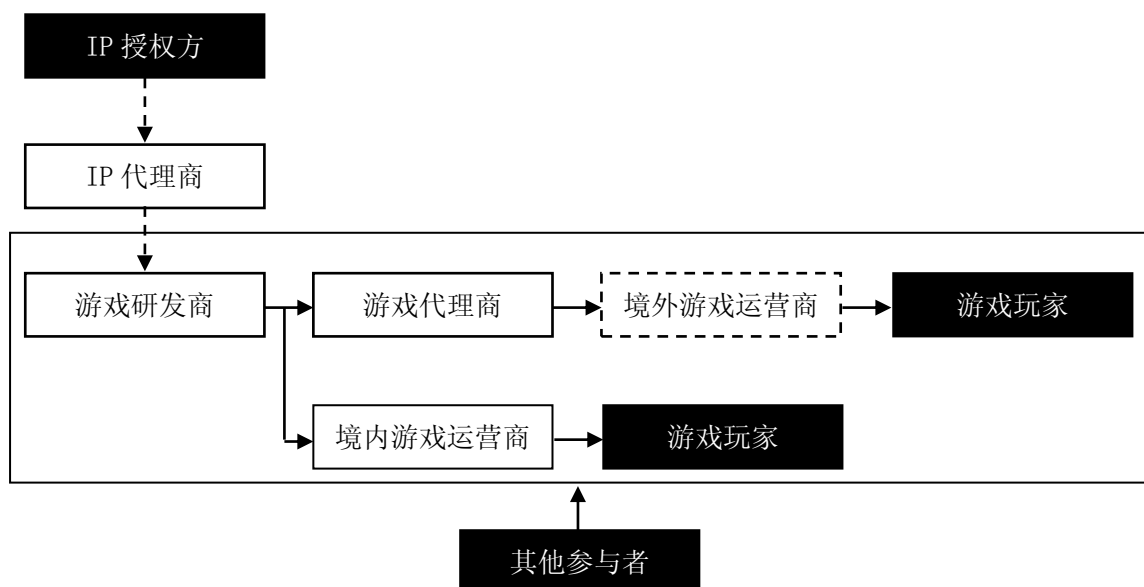 IP 授权方
IP 代理商
游戏研发商
游戏代理商
境外游戏运营商
游戏玩家
境内游戏运营商
游戏玩家
其他参与者